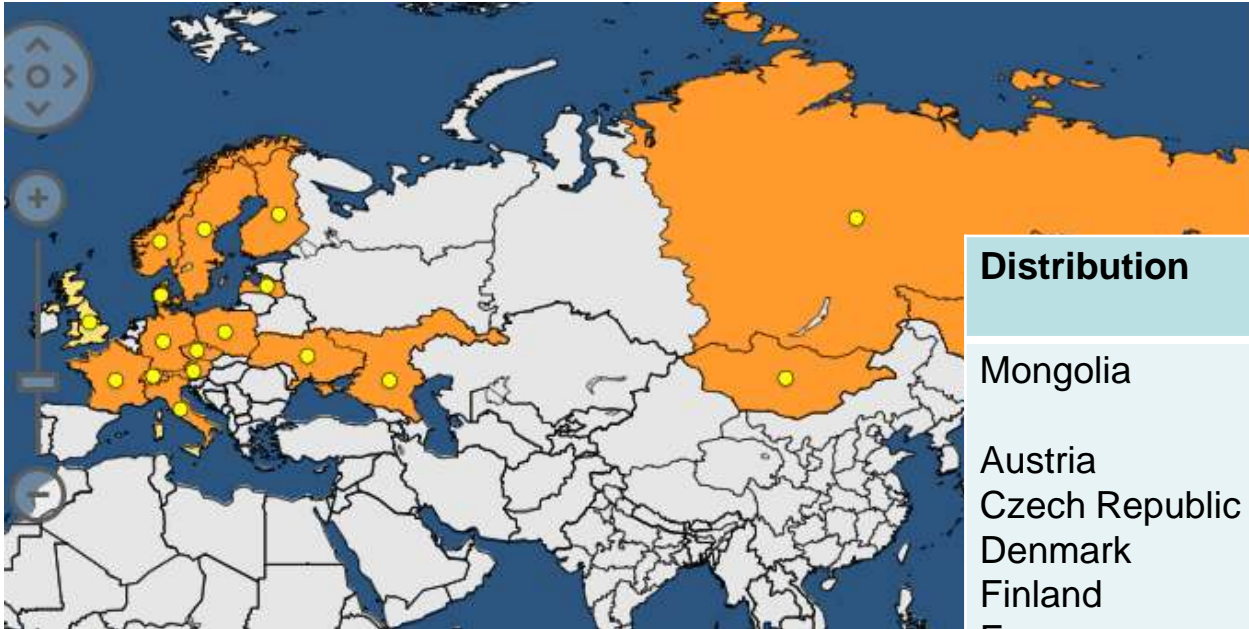 Distribution
Mongolia
Austria
Czech Republic
Denmark
Finland